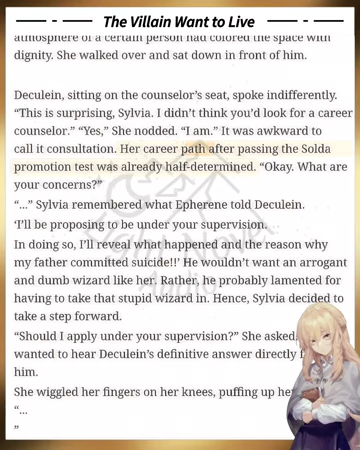 The Villain Want to Live
atmosphere of a certain person had colored the space with
dignity. She walked over and sat down in front of him.
Deculein, sitting on the counselor's seat, spoke indifferently.
“This is surprising, Sylvia. I didn't think you'd look for a career
counselor.” “Yes,” She nodded. “I am.” It was awkward to
call it consultation. Her career path after passing the Solda
promotion test was already half-determined. “Okay. What are
your concerns?”
“...” Sylvia remembered what Epherene told Deculein.
‘I'll be proposing to be under your supervision.
In doing so, I'll reveal what happened and the reason why
my father committed suicide!!’ He wouldn't want an arrogant
and dumb wizard like her. Rather, he probably lamented for
having to take that stupid wizard in. Hence, Sylvia decided to
take a step forward.
“Should I apply under your supervision?” She asked
wanted to hear Deculein's definitive answer directly
him.
She wiggled her fingers on her knees, puffing up her
“...
”
Light Novel
Audio